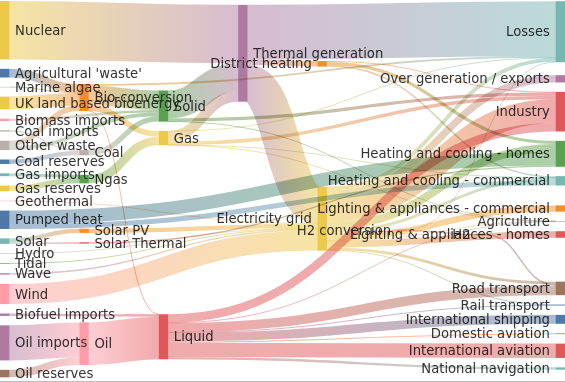 Nuclear
Agricultural 'waste'
Marine algae
UK land based bioenergy
Biomass imports
Coal imports
Other waste
Coal reserves
Gas imports
Gas reserves
Geothermal
Pumped heat
Solar
Hydro
Tidal
Wave
Wind
Biofuel imports
Oil imports
Oil reserves
Bio-conversion
Coal
Ngas
Solar PV
Solar Thermal
Oil
Solid
Gas
Liquid
Thermal generation
District heating
Electricity grid
H2 conversion
H2
Losses
Over generation / exports
Industry
Heating and cooling - homes
Heating and cooling - commercial
Lighting & appliances - commercial
Agriculture
Lighting & appliances - homes
Road transport
Rail transport
International shipping
Domestic aviation
International aviation
National navigation